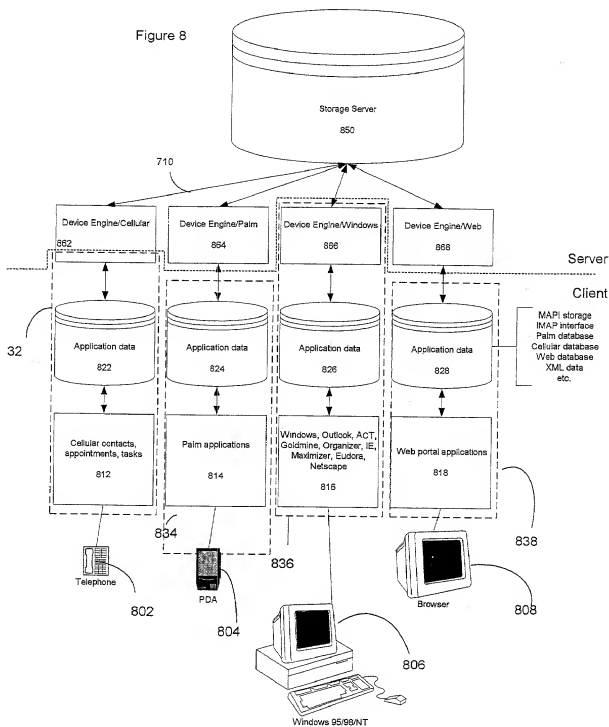 Figure 8
Storage Server
850
710
Device Engine/Cellular
862
Device Engine/Palm
864
Device Engine/Windows
866
Device Engine/Web
868
Server
Client
32
Application data
822
Application data
824
Application data
826
Application data
828
MAPI storage
IMAP interface
Palm database
Cellular database
Web database
XML data
etc.
Cellular contacts,
appointments, tasks
812
Palm applications
814
Windows, Outlook, ACT,
Goldmine, Organizer, IE,
Maximizer, Eudora,
Netscape
816
Web portal applications
818
834
836
838
Telephone
802
PDA
804
806
Browser
808
Windows 95/98/NT